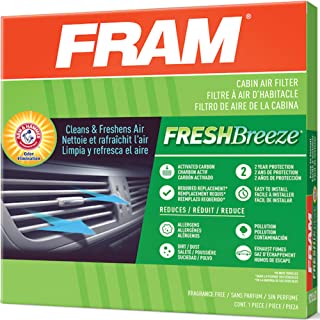 FRAM
CABIN AIR FILTER
FILTRE À AIR D'HABITACLE
FILTRO DE AIRE DE LA CABINA
ARM & HAMMER
Odor
Elimination
Cleans & Freshens Air
Nettoie et rafraîchit l'air
Limpia y refresca el aire
FRESHBreeze
ACTIVATED CARBON
CHARBON ACTIF
CARBÓN ACTIVADO
2
2 YEAR PROTECTION
2 ANS DE PROTECTION
2 AÑOS DE PROTECCIÓN
REQUIRED REPLACEMENT*
REMPLACEMENT REQUIS*
REEMPLAZO REQUERIDO*
EASY TO INSTALL
FACILE À INSTALLER
FÁCIL DE INSTALAR
REDUCES / RÉDUIT / REDUCE
ALLERGENS
ALLERGÈNES
ALÉRGENOS
POLLUTION
POLLUTION
CONTAMINACIÓN
DIRT / DUST
SALETÉ / POUSSIÈRE
SUCIEDAD / POLVO
EXHAUST FUMES
GAZ D'ÉCHAPPEMENT
HUMOS DE ESCAPE
FRAGRANCE FREE / SANS PARFUM / SIN PERFUME
CONT. 1 PIECE / PIÈCE / PIEZA